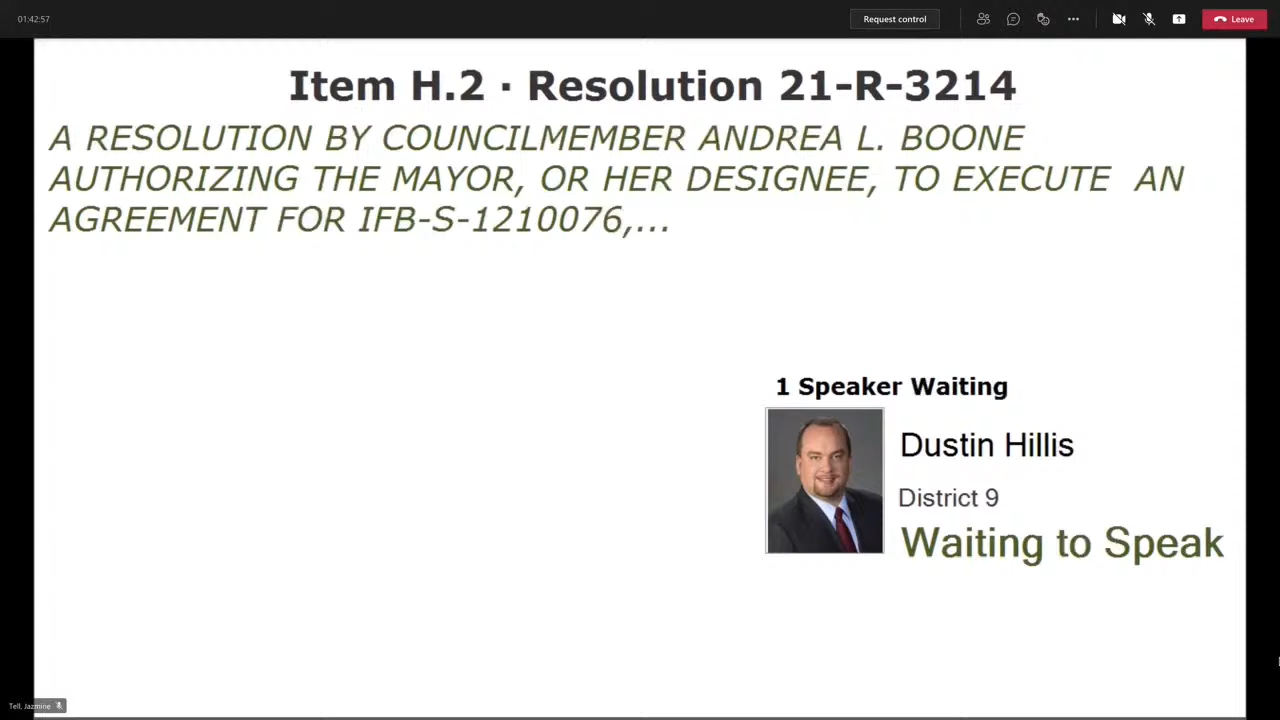 01:42:57
Request control
Leave
Item H.2 · Resolution 21-R-3214
A RESOLUTION BY COUNCILMEMBER ANDREA L. BOONE
AUTHORIZING THE MAYOR, OR HER DESIGNEE, TO EXECUTE AN
AGREEMENT FOR IFB-S-1210076,...
1 Speaker Waiting
Dustin Hillis
District 9
Waiting to Speak
Tell, Jazmine